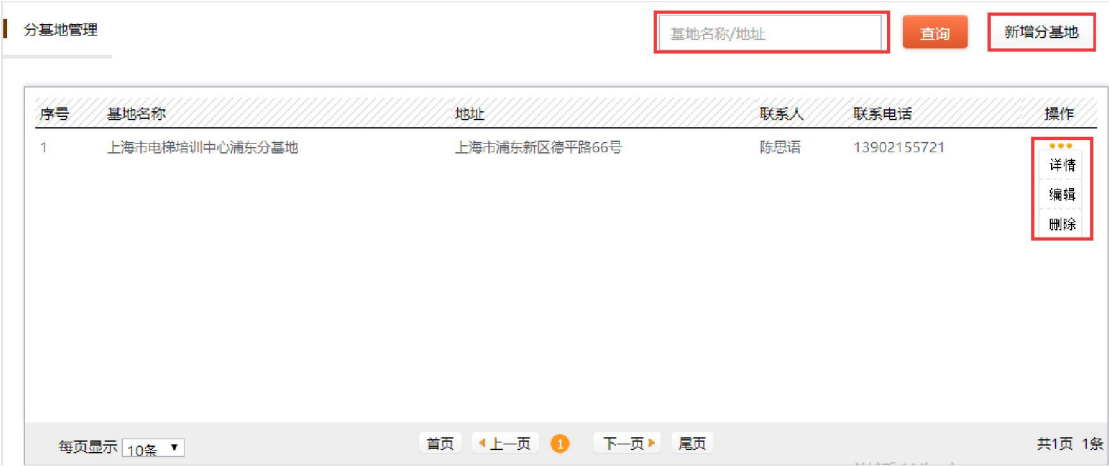 分基地管理 基地名称/地址 查询 新增分基地
序号 基地名称 地址 联系人 联系电话 操作
1 上海市电梯培训中心浦东分基地 上海市浦东新区德平路66号 陈思语 13902155721
详情
编辑
删除
每页显示 10条 首页 上一页 1 下一页 尾页 共1页 1条